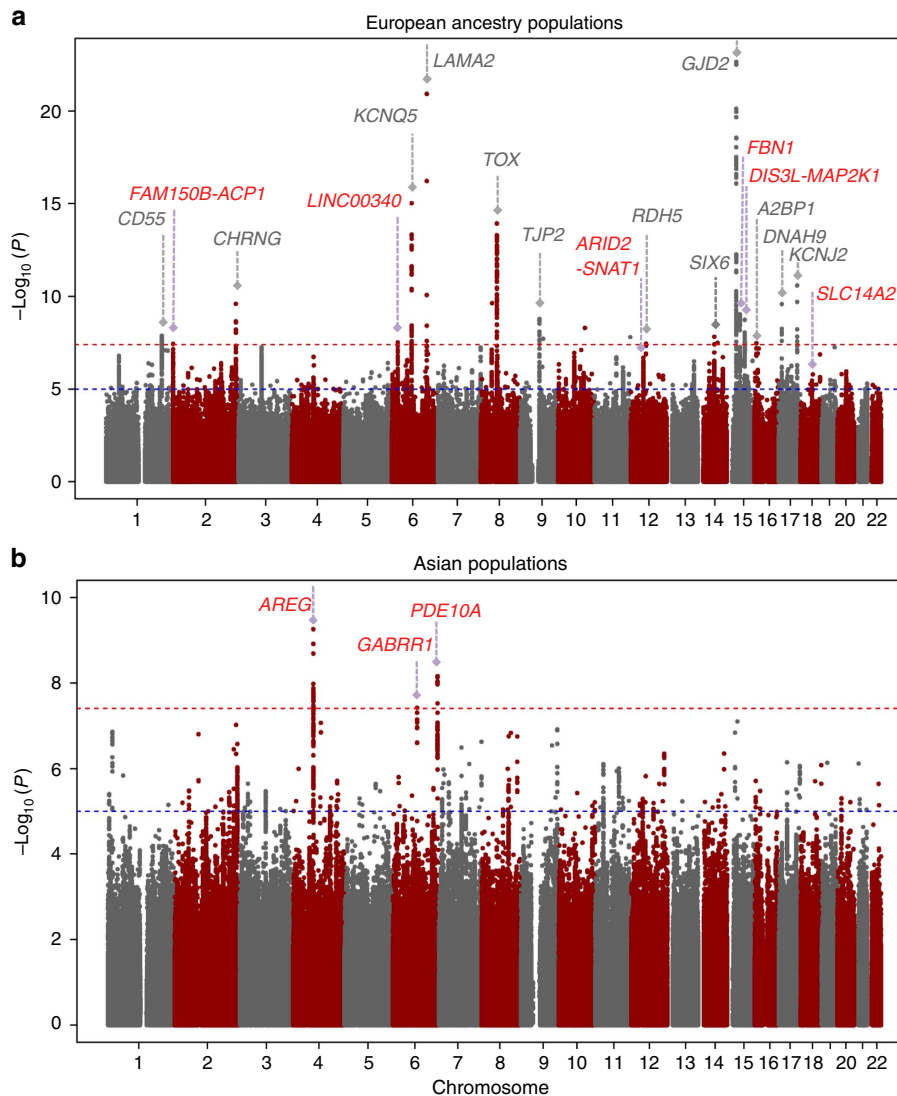 a
European ancestry populations
LAMA2
GJD2
20
KCNQ5
TOX
FBN1
FAM150B-ACP1
LINC00340
DIS3L-MAP2K1
15
CD55
RDH5
A2BP1
CHRNG
TJP2
ARID2
-SNAT1
SIX6
DNAH9
KCNJ2
SLC14A2
–Log10 (P)
10
5
0
1 2 3 4 5 6 7 8 9 10 11 12 13 14 15 16 17 18 20 22
b
Asian populations
10
AREG
PDE10A
GABRR1
8
6
–Log10 (P)
4
2
0
1 2 3 4 5 6 7 8 9 10 11 12 13 14 15 16 17 18 20 22
Chromosome